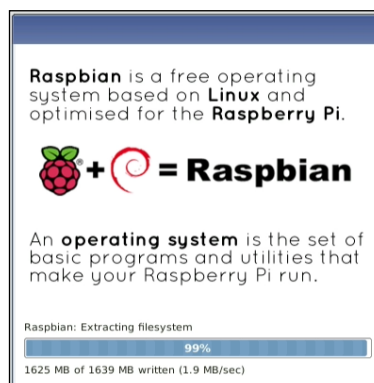 Raspbian is a free operating
system based on Linux and
optimised for the Raspberry Pi.
+ = Raspbian
An operating system is the set of
basic programs and utilities that
make your Raspberry Pi run.
Raspbian: Extracting filesystem
99%
1625 MB of 1639 MB written (1.9 MB/sec)